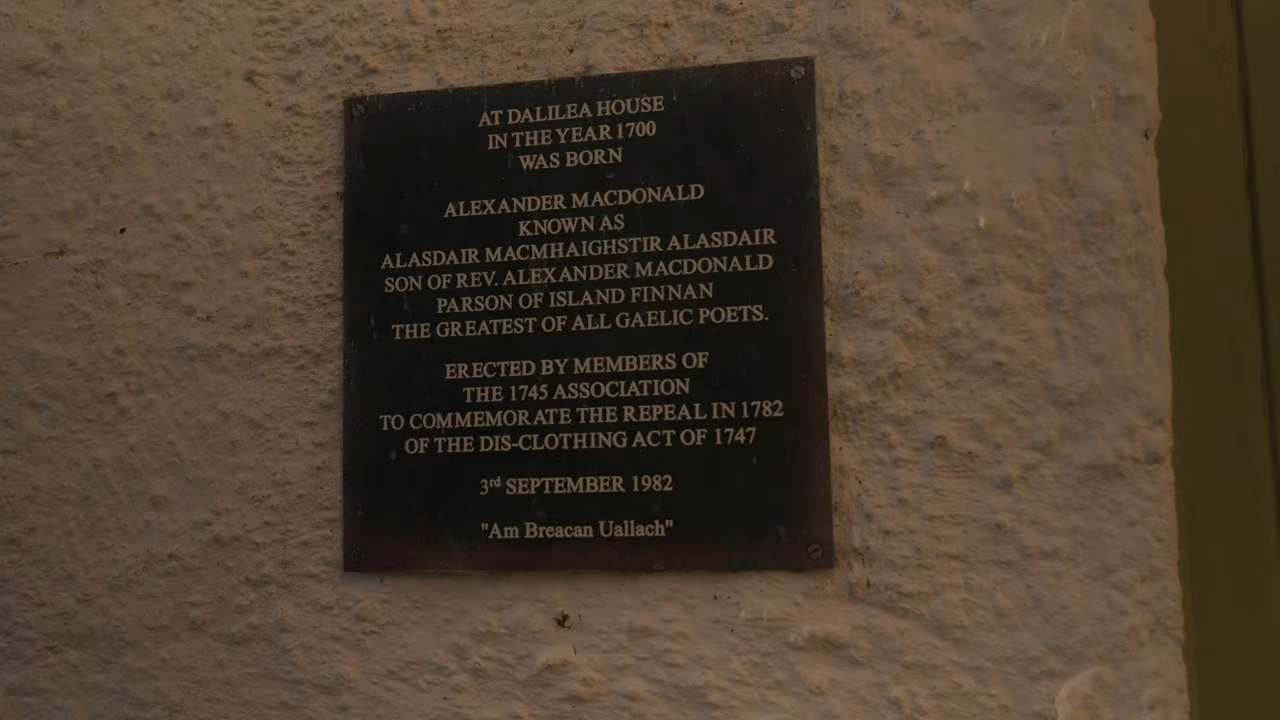 AT DALILEA HOUSE
IN THE YEAR 1700
WAS BORN
ALEXANDER MACDONALD
KNOWN AS
ALASDAIR MACMHAIGHSTIR ALASDAIR
SON OF REV. ALEXANDER MACDONALD
PARSON OF ISLAND FINNAN
THE GREATEST OF ALL GAELIC POETS.
ERECTED BY MEMBERS OF
THE 1745 ASSOCIATION
TO COMMEMORATE THE REPEAL IN 1782
OF THE DIS-CLOTHING ACT OF 1747
3rd SEPTEMBER 1982
"Am Breacan Uallach"